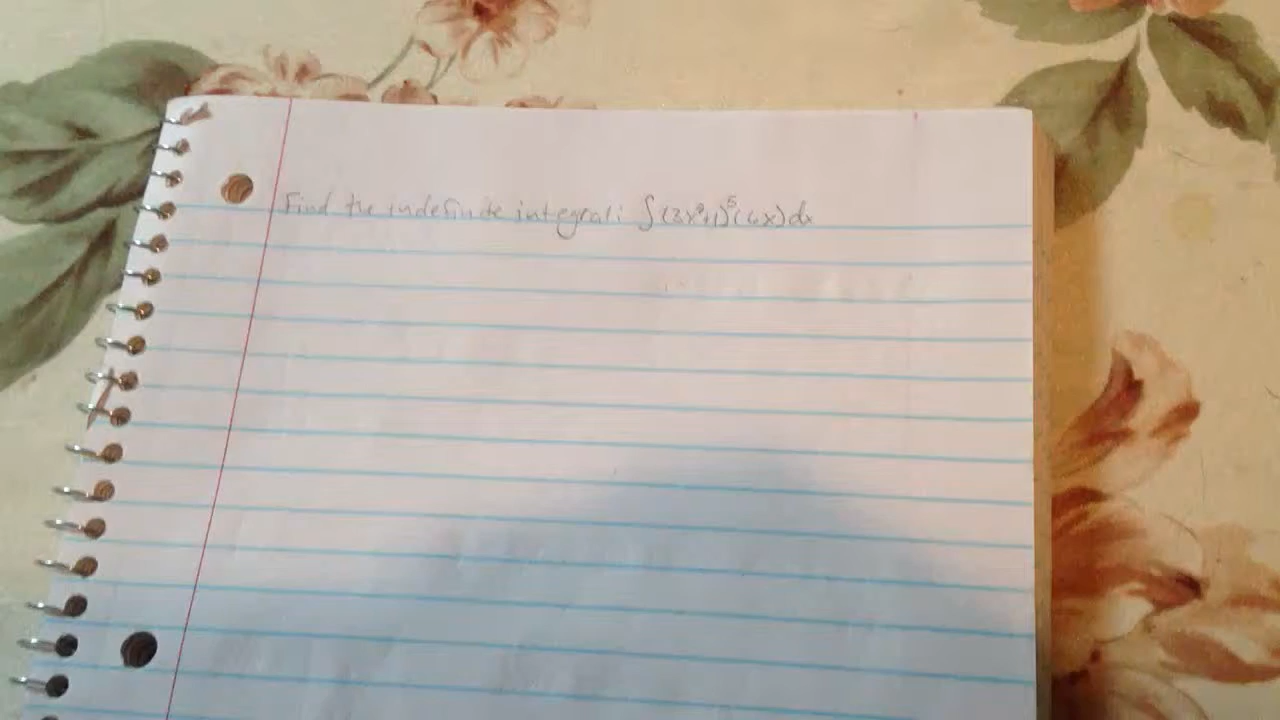 Find the indefinite integral: ∫(3x²+1)⁵(6x)dx